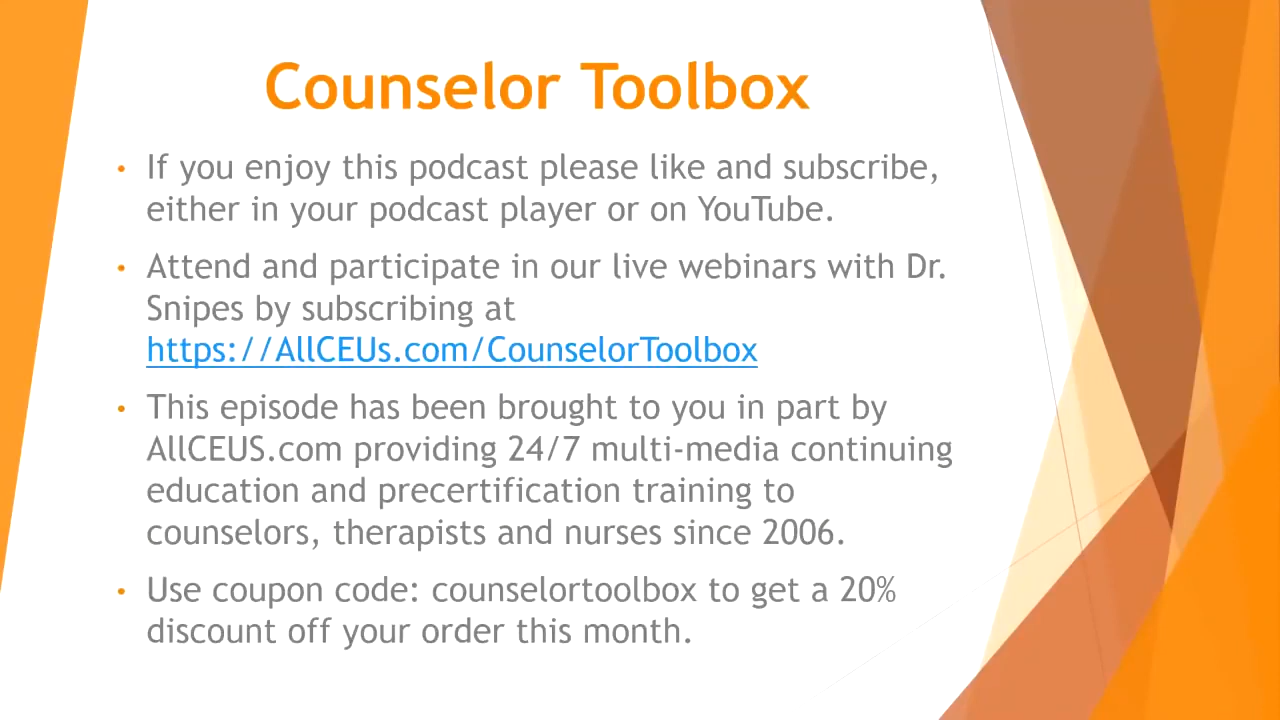 Counselor Toolbox
• If you enjoy this podcast please like and subscribe,
either in your podcast player or on YouTube.
• Attend and participate in our live webinars with Dr.
Snipes by subscribing at
https://AllCEUs.com/CounselorToolbox
• This episode has been brought to you in part by
AllCEUS.com providing 24/7 multi-media continuing
education and precertification training to
counselors, therapists and nurses since 2006.
• Use coupon code: counselortoolbox to get a 20%
discount off your order this month.